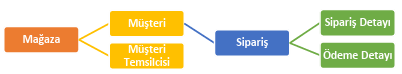 Mağaza
Müşteri
Müşteri
Temsilcisi
Sipariş
Sipariş Detayı
Ödeme Detayı